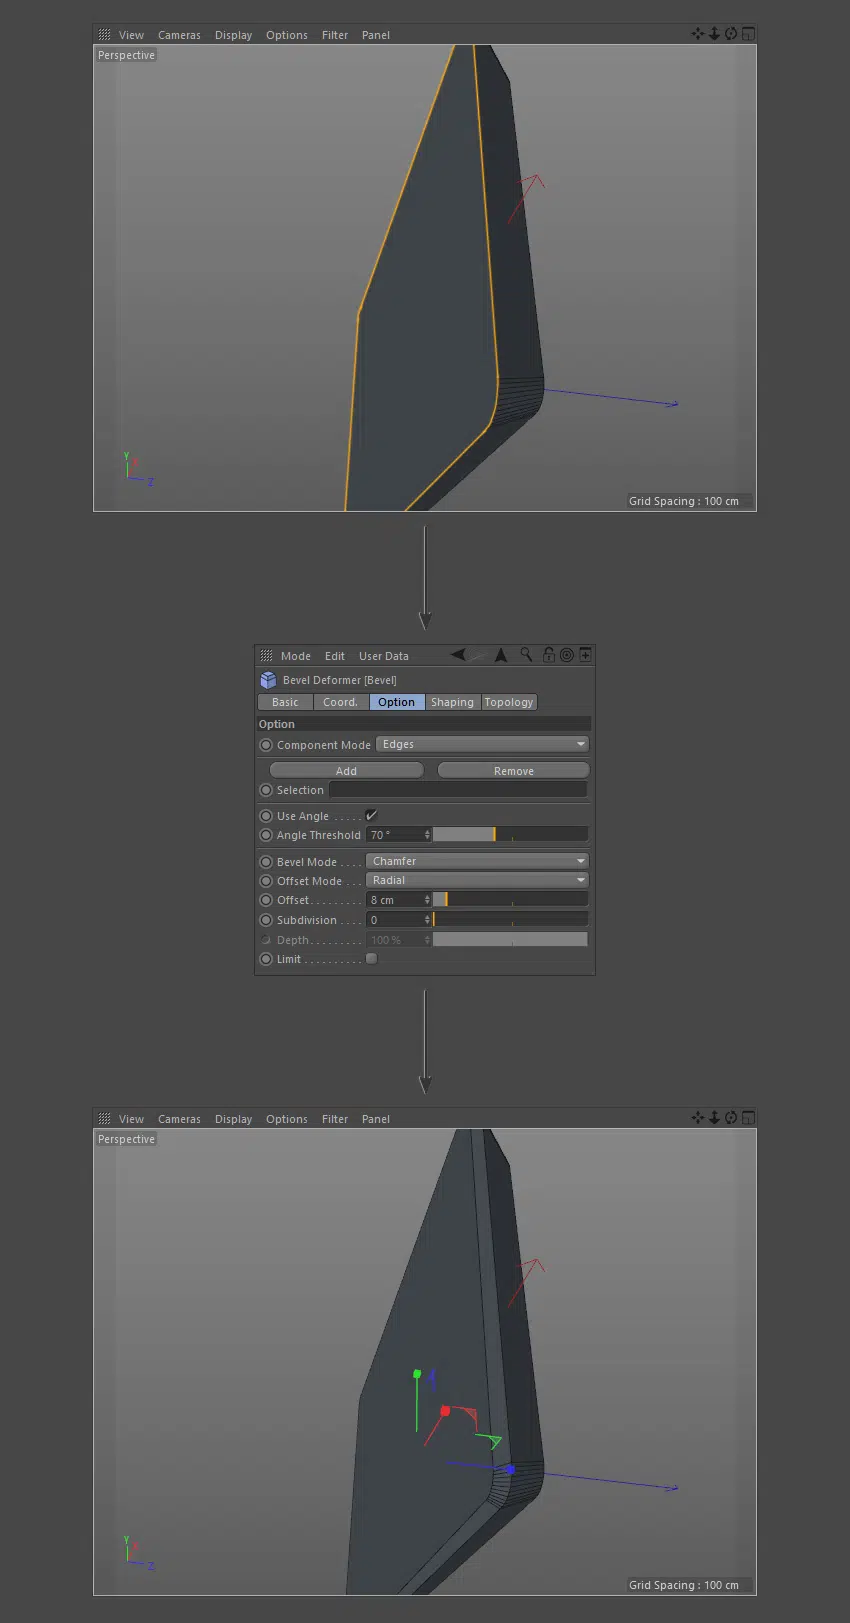 View Cameras Display Options Filter Panel
Perspective
Y
X
Z
Grid Spacing : 100 cm
Mode Edit User Data
Bevel Deformer [Bevel]
Basic Coord. Option Shaping Topology
Option
Component Mode Edges
Add Remove
Selection
Use Angle . . . . .
Angle Threshold 70 °
Bevel Mode . . . . Chamfer
Offset Mode . . . Radial
Offset. . . . . . . . . 8 cm
Subdivision . . . . 0
Depth. . . . . . . . . 100 %
Limit . . . . . . . . . .
View Cameras Display Options Filter Panel
Perspective
Y
X
Z
Grid Spacing : 100 cm